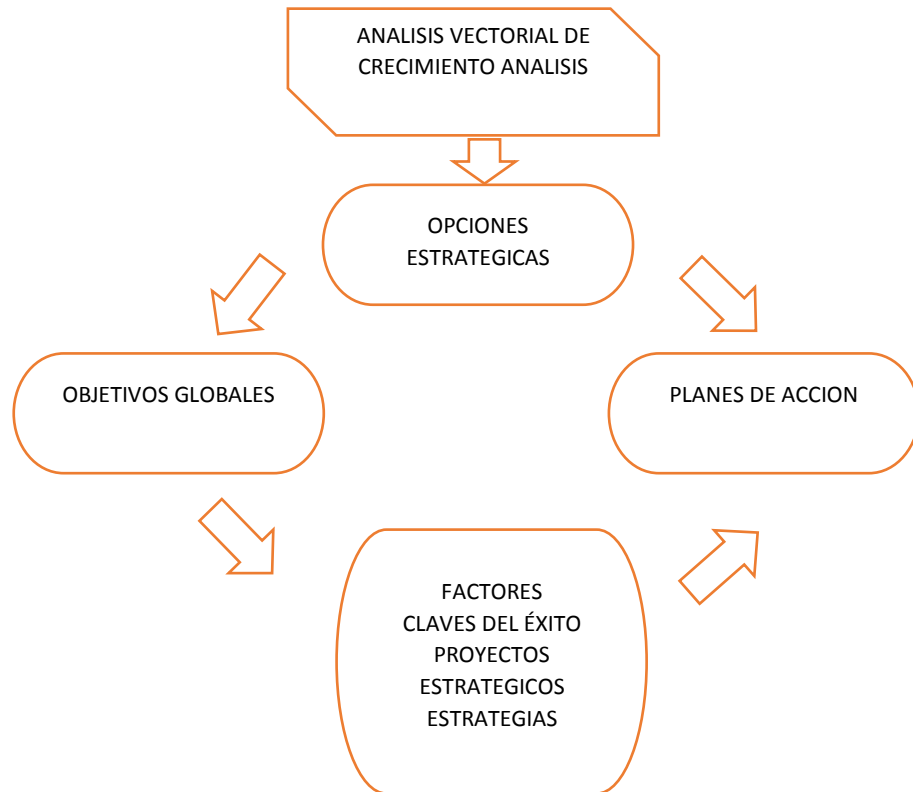 ANALISIS VECTORIAL DE
CRECIMIENTO ANALISIS
OPCIONES
ESTRATEGICAS
OBJETIVOS GLOBALES
PLANES DE ACCION
FACTORES
CLAVES DEL ÉXITO
PROYECTOS
ESTRATEGICOS
ESTRATEGIAS